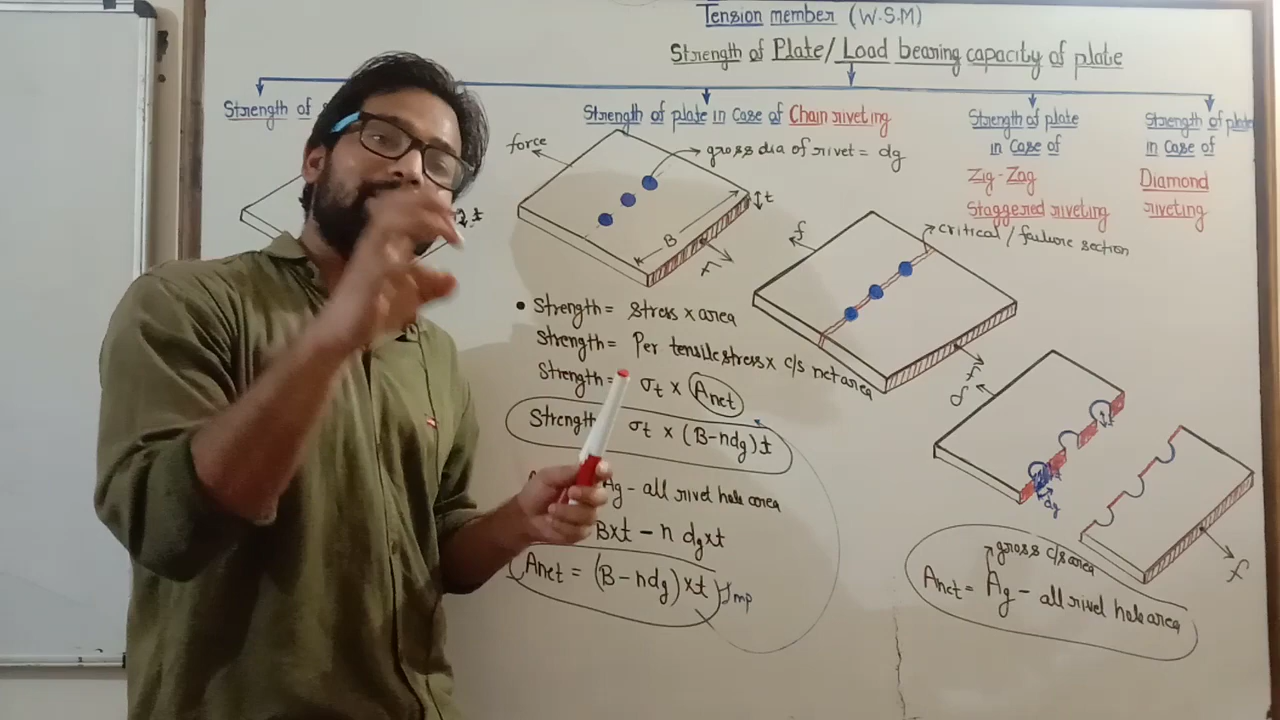 Tension member (W.S.M)
Strength of Plate/Load bearing capacity of plate
Strength of
t
Strength of plate in case of Chain riveting
force
gross dia of rivet = dg
t
B
F
Strength = stress x area
Strength = Per tensile stress x c/s net area
Strength = σt x Anet
Strength σt x (B-ndg)t
Ag - all rivet hole area
Bxt - n dgxt
Anet = (B-ndg)xt Imp
Strength of plate
in case of
Zig-Zag
Staggered riveting
Strength of plate
in case of
Diamond
riveting
f
critical / failure section
f
f
dg
f
gross c/s area
Anet = Ag - all rivet hole area